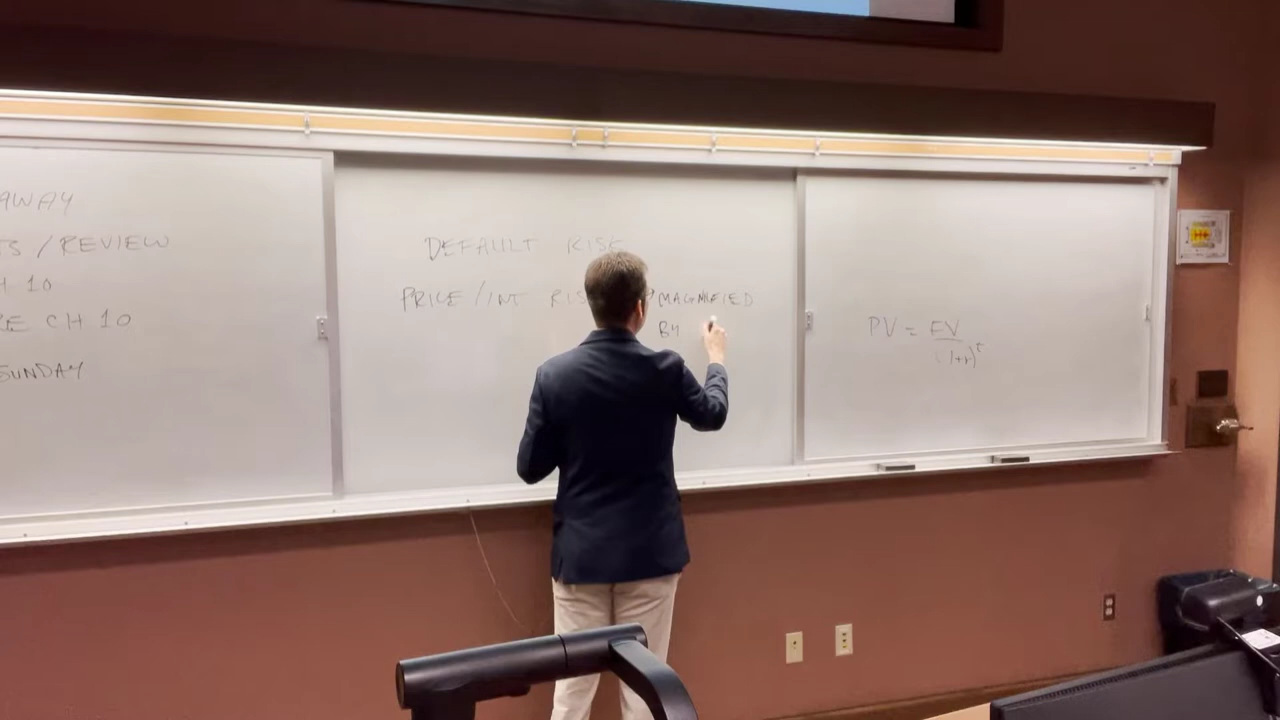 AWAY
TS / REVIEW
H 10
RE CH 10
SUNDAY
DEFAULT RISK
PRICE / INT RIS MAGNIFIED
BY
PV = FV
(1+r)^t